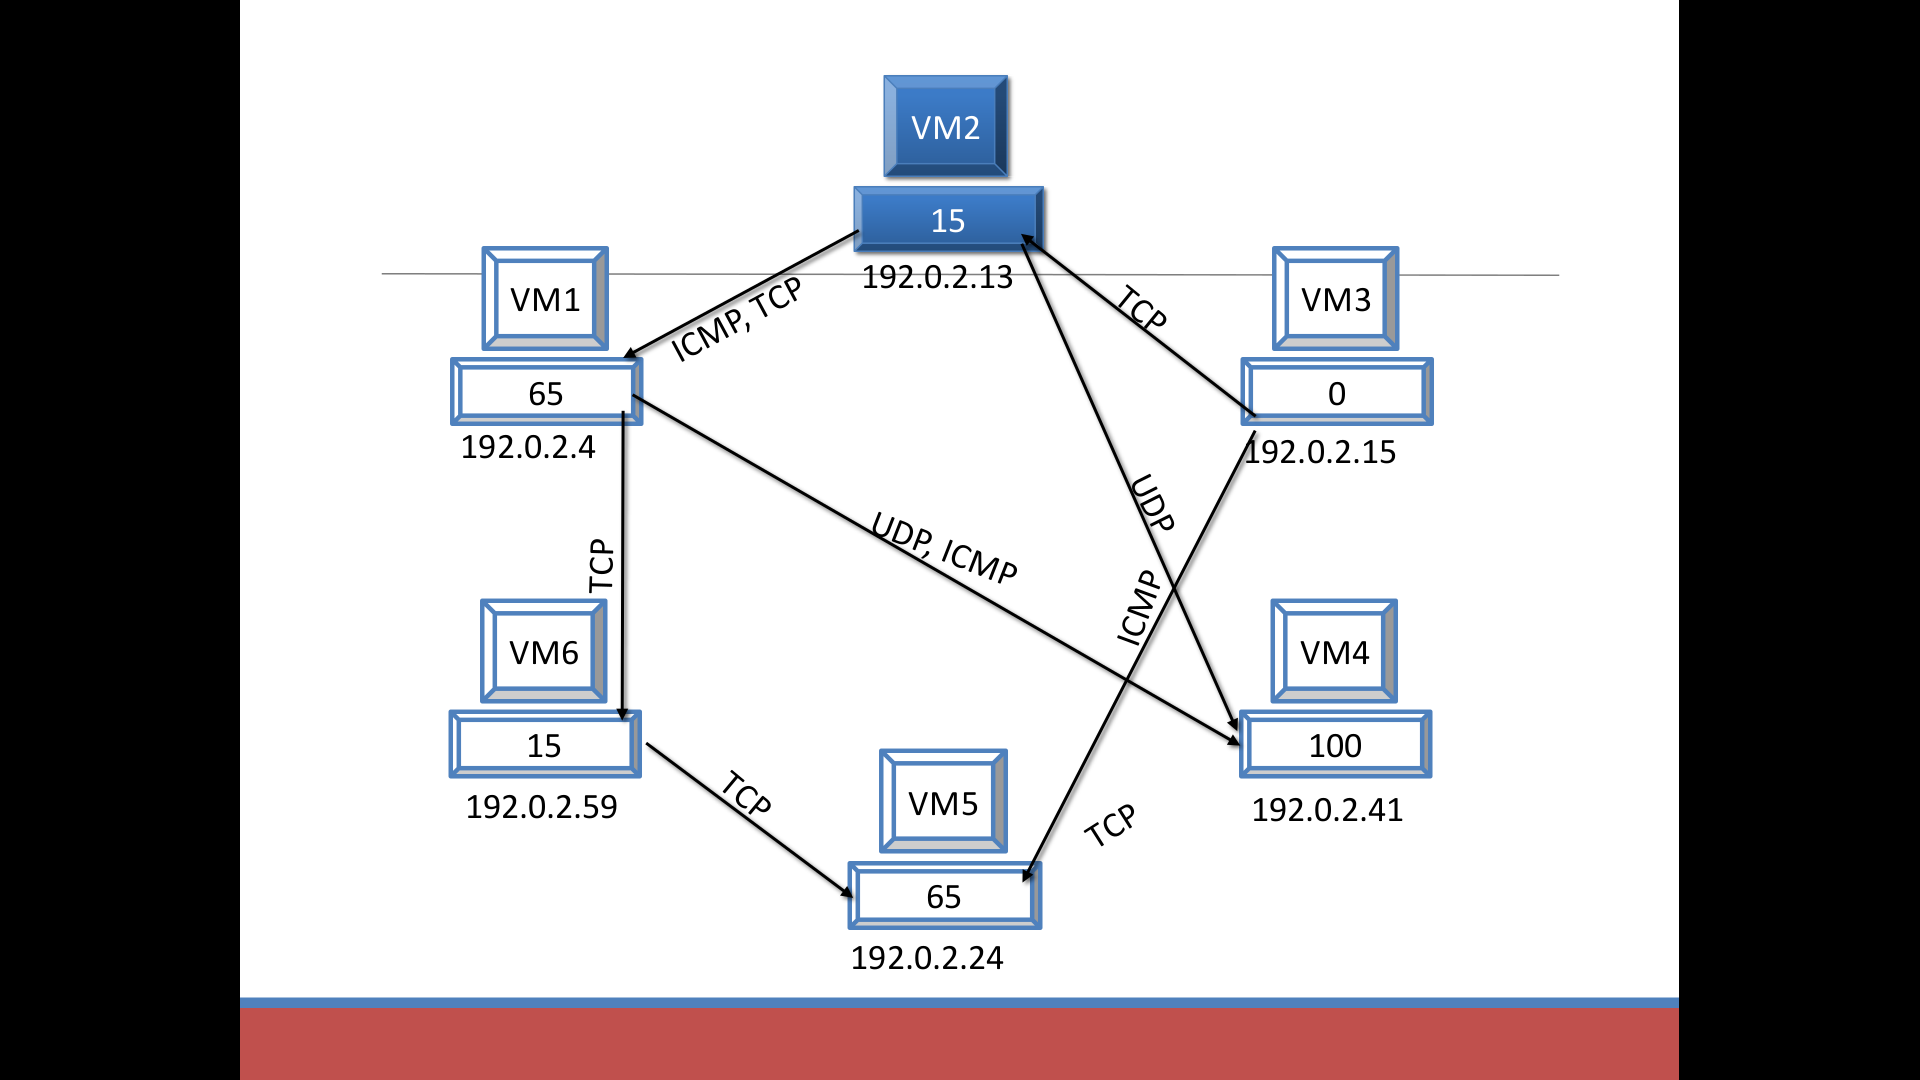 VM2
15
192.0.2.13
VM1
65
192.0.2.4
VM3
0
192.0.2.15
ICMP, TCP
TCP
UDP
UDP, ICMP
TCP
ICMP
VM6
15
192.0.2.59
VM4
100
192.0.2.41
TCP
VM5
65
192.0.2.24
TCP